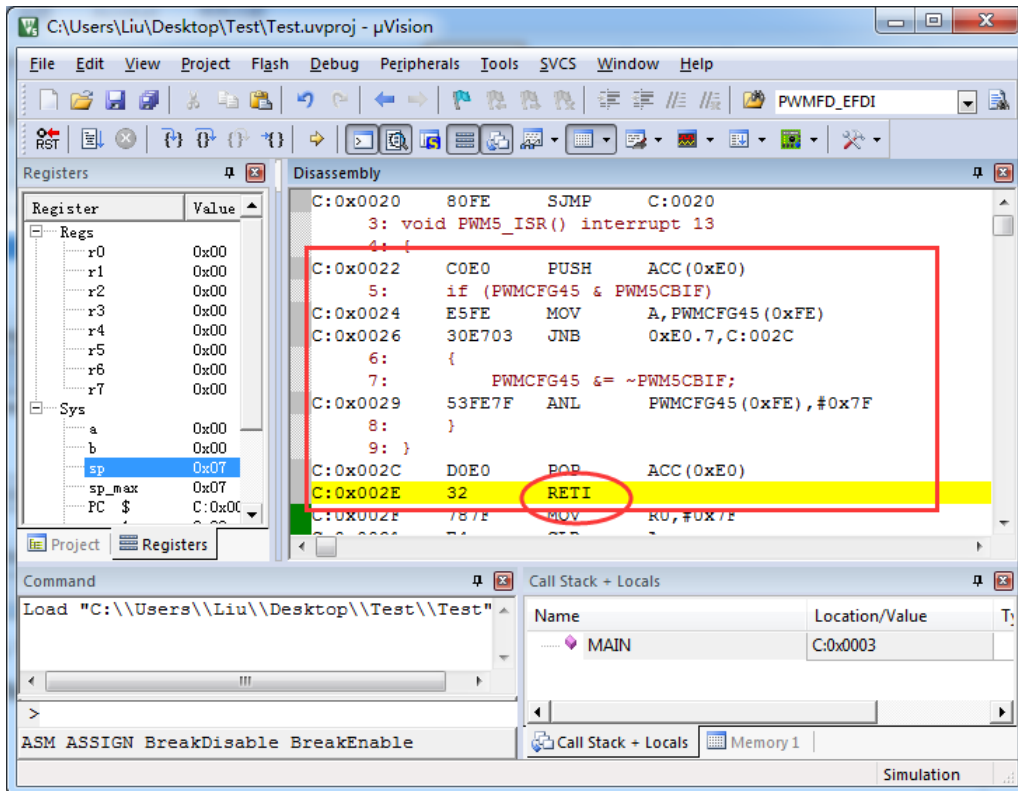 C:\Users\Liu\Desktop\Test\Test.uvproj - µVision
File Edit View Project Flash Debug Peripherals Tools SVCS Window Help
PWMFD_EFDI
RST
Registers
Register Value
Regs
r0 0x00
r1 0x00
r2 0x00
r3 0x00
r4 0x00
r5 0x00
r6 0x00
r7 0x00
Sys
a 0x00
b 0x00
sp 0x07
sp_max 0x07
PC $ C:0x00
Project Registers
Disassembly
C:0x0020 80FE SJMP C:0020
3: void PWM5_ISR() interrupt 13
4: {
C:0x0022 C0E0 PUSH ACC(0xE0)
5: if (PWMCFG45 & PWM5CBIF)
C:0x0024 E5FE MOV A,PWMCFG45(0xFE)
C:0x0026 30E703 JNB 0xE0.7,C:002C
6: {
7: PWMCFG45 &= ~PWM5CBIF;
C:0x0029 53FE7F ANL PWMCFG45(0xFE),#0x7F
8: }
9: }
C:0x002C D0E0 POP ACC(0xE0)
C:0x002E 32 RETI
C:0x002F 787F MOV R0,#0x7F
Command
Load "C:\\Users\\Liu\\Desktop\\Test\\Test"
>
ASM ASSIGN BreakDisable BreakEnable
Call Stack + Locals
Name Location/Value
MAIN C:0x0003
Call Stack + Locals Memory 1
Simulation